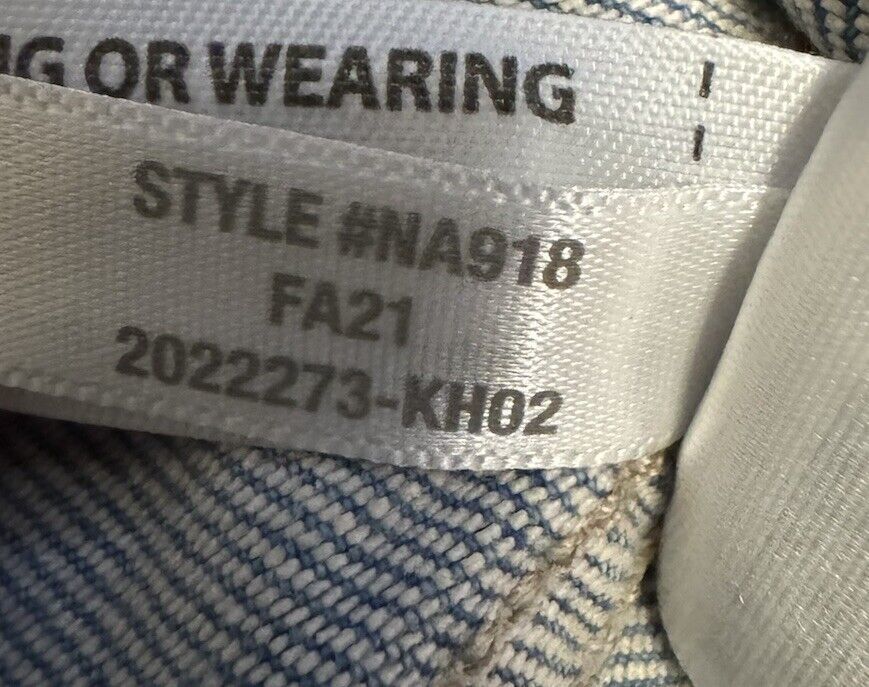 OR WEARING
STYLE #NA918
FA21
2022273-KH02